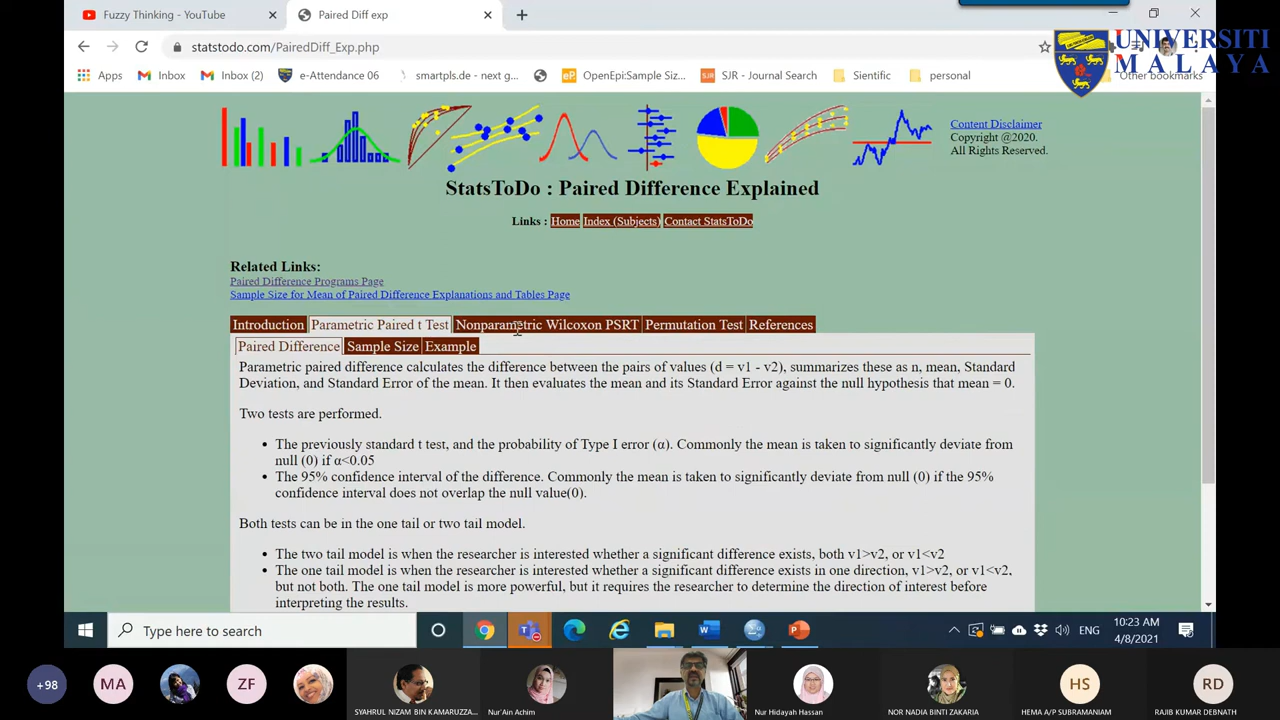 Fuzzy Thinking - YouTube
Paired Diff exp
statstodo.com/PairedDiff_Exp.php
UNIVERSITI
MALAYA
Apps
Inbox
Inbox (2)
e-Attendance 06
smartpls.de - next g...
OpenEpi:Sample Siz...
SJR - Journal Search
Sientific
personal
Other bookmarks
Content Disclaimer
Copyright @2020.
All Rights Reserved.
StatsToDo : Paired Difference Explained
Links : Home Index (Subjects) Contact StatsToDo
Related Links:
Paired Difference Programs Page
Sample Size for Mean of Paired Difference Explanations and Tables Page
Introduction Parametric Paired t Test Nonparametric Wilcoxon PSRT Permutation Test References
Paired Difference Sample Size Example
Parametric paired difference calculates the difference between the pairs of values (d = v1 - v2), summarizes these as n, mean, Standard
Deviation, and Standard Error of the mean. It then evaluates the mean and its Standard Error against the null hypothesis that mean = 0.
Two tests are performed.
• The previously standard t test, and the probability of Type I error (α). Commonly the mean is taken to significantly deviate from
null (0) if α<0.05
• The 95% confidence interval of the difference. Commonly the mean is taken to significantly deviate from null (0) if the 95%
confidence interval does not overlap the null value(0).
Both tests can be in the one tail or two tail model.
• The two tail model is when the researcher is interested whether a significant difference exists, both v1>v2, or v1<v2
• The one tail model is when the researcher is interested whether a significant difference exists in one direction, v1>v2, or v1<v2,
but not both. The one tail model is more powerful, but it requires the researcher to determine the direction of interest before
interpreting the results.
Type here to search
ENG
10:23 AM
4/8/2021
+98
MA
ZF
HS
RD
SYAHRUL NIZAM BIN KAMARUZZA...
Nur'Ain Achim
Nur Hidayah Hassan
NOR NADIA BINTI ZAKARIA
HEMA A/P SUBRAMANIAM
RAJIB KUMAR DEBNATH